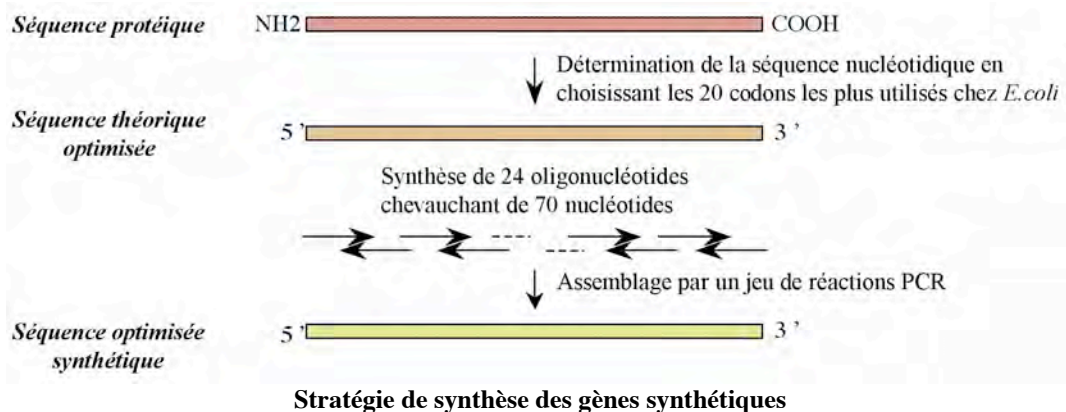 Séquence protéique NH2 COOH
Détermination de la séquence nucléotidique en
choisissant les 20 codons les plus utilisés chez E.coli
Séquence théorique
optimisée
5 ' 3 '
Synthèse de 24 oligonucléotides
chevauchant de 70 nucléotides
Assemblage par un jeu de réactions PCR
Séquence optimisée
synthétique
5 ' 3 '
Stratégie de synthèse des gènes synthétiques